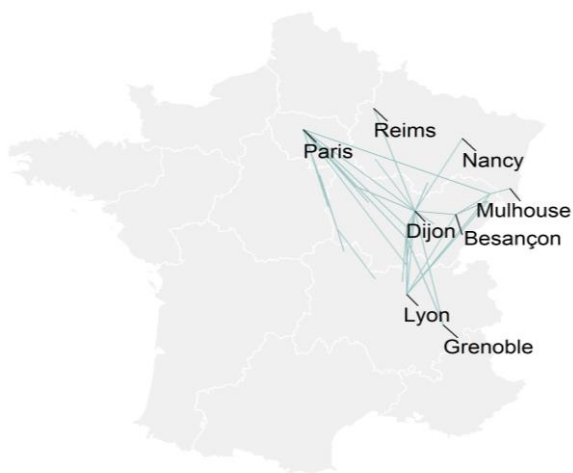 Reims
Paris
Nancy
Mulhouse
Dijon
Besançon
Lyon
Grenoble